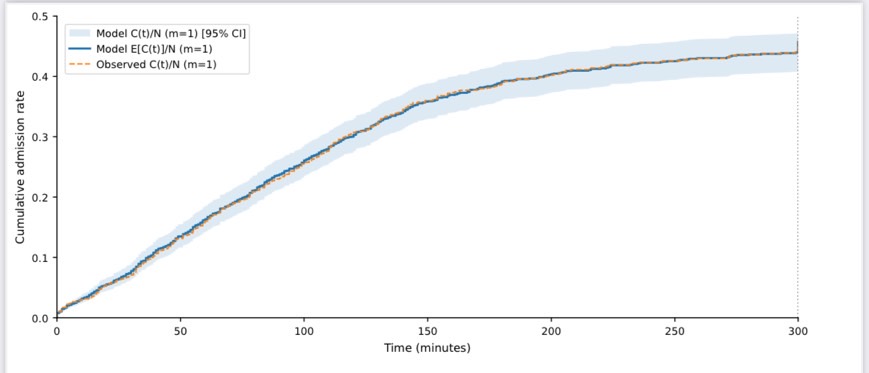 0.5
Model C(t)/N (m=1) [95% CI]
Model E[C(t)]/N (m=1)
Observed C(t)/N (m=1)
0.4
0.3
0.2
0.1
0.0
Cumulative admission rate
0 50 100 150 200 250 300
Time (minutes)